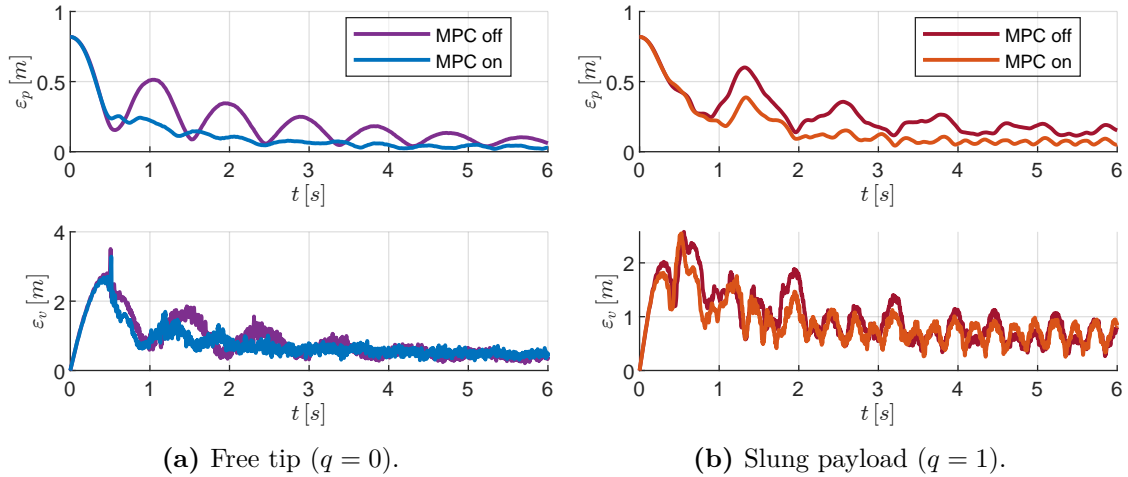 1
0.5
0
ε_p [m]
MPC off
MPC on
0 1 2 3 4 5 6
t [s]
4
2
0
ε_v [m]
0 1 2 3 4 5 6
t [s]
(a) Free tip (q = 0).
1
0.5
0
ε_p [m]
MPC off
MPC on
0 1 2 3 4 5 6
t [s]
2
1
0
ε_v [m]
0 1 2 3 4 5 6
t [s]
(b) Slung payload (q = 1).